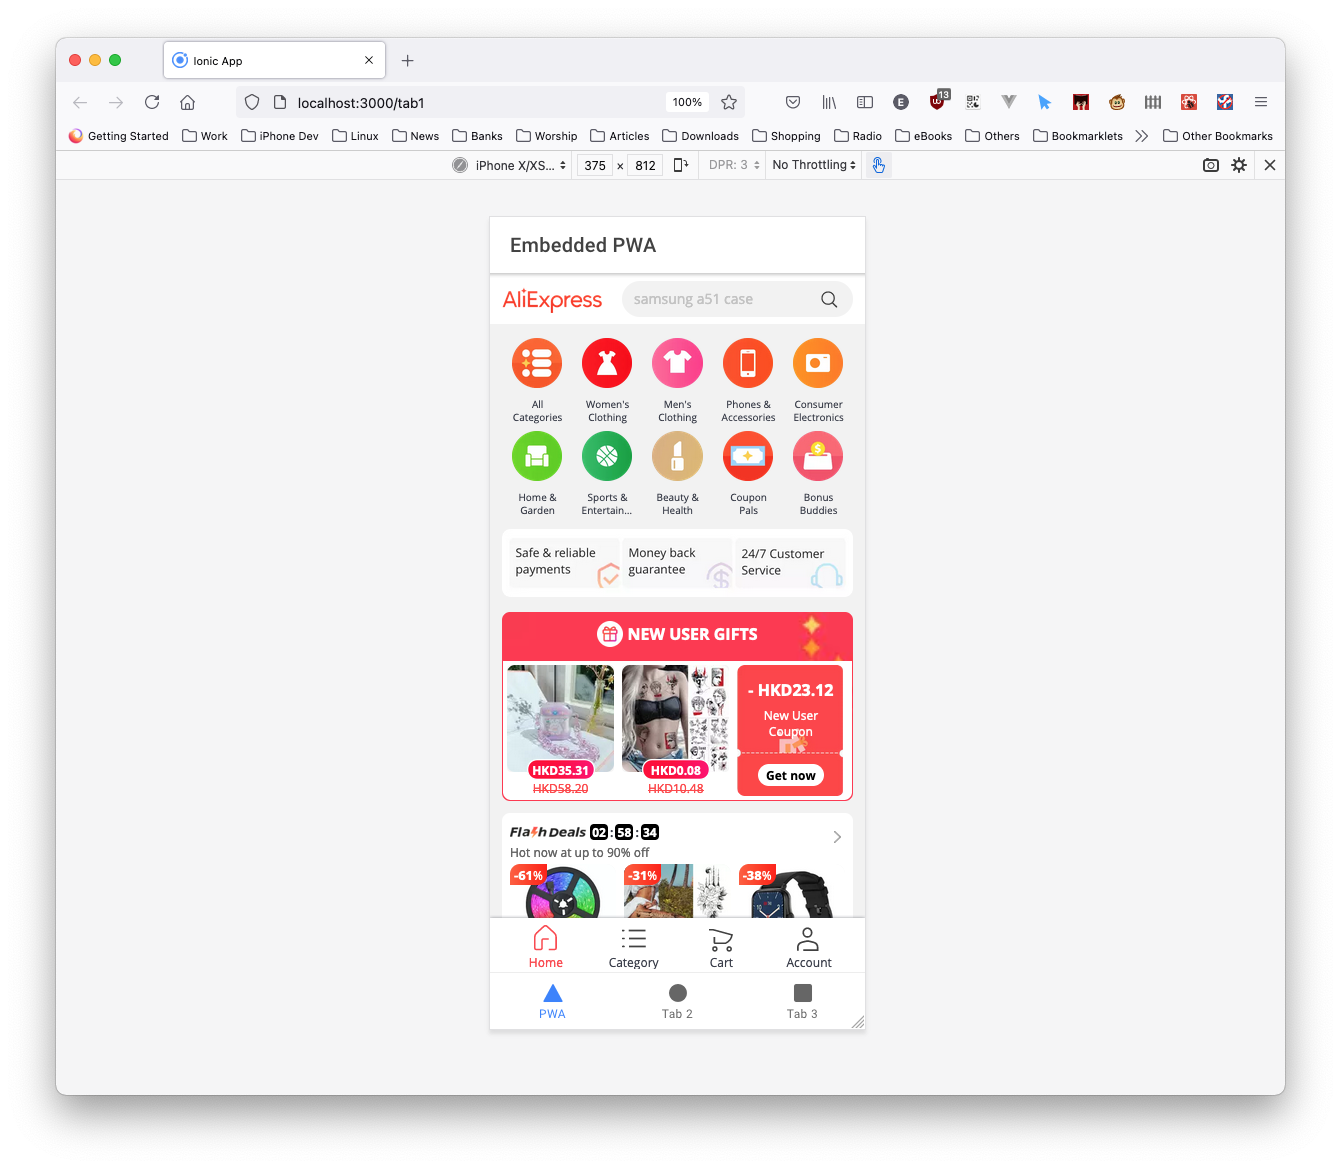 Ionic App
localhost:3000/tab1
100%
E
13
Getting Started Work iPhone Dev Linux News Banks Worship Articles Downloads Shopping Radio eBooks Others Bookmarklets Other Bookmarks
iPhone X/XS... 375 x 812 DPR: 3 No Throttling
Embedded PWA
AliExpress samsung a51 case
All
Categories
Women's
Clothing
Men's
Clothing
Phones &
Accessories
Consumer
Electronics
Home &
Garden
Sports &
Entertain...
Beauty &
Health
Coupon
Pals
Bonus
Buddies
Safe & reliable
payments
Money back
guarantee
24/7 Customer
Service
NEW USER GIFTS
HKD35.31
HKD58.20
HKD0.08
HKD10.48
- HKD23.12
New User
Coupon
Get now
Flash Deals 02:58:34
Hot now at up to 90% off
-61% -31% -38%
Home Category Cart Account
PWA Tab 2 Tab 3